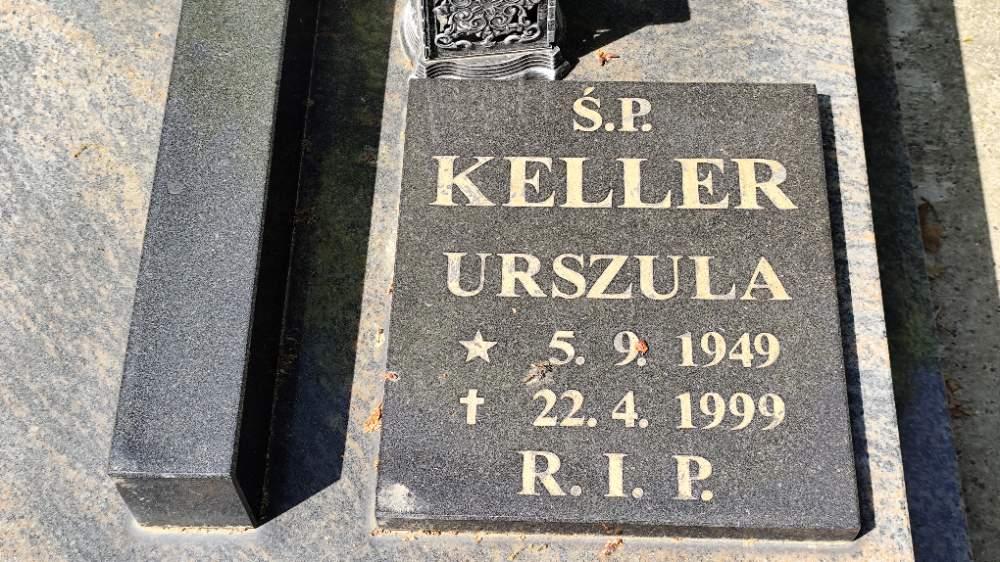 Ś.P.
KELLER
URSZULA
★ 5. 9. 1949
✝ 22. 4. 1999
R. I. P.